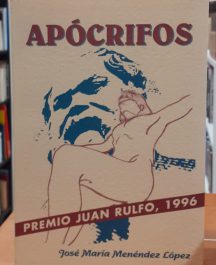 APÓCRIFOS
PREMIO JUAN RULFO, 1996
José María Menéndez López